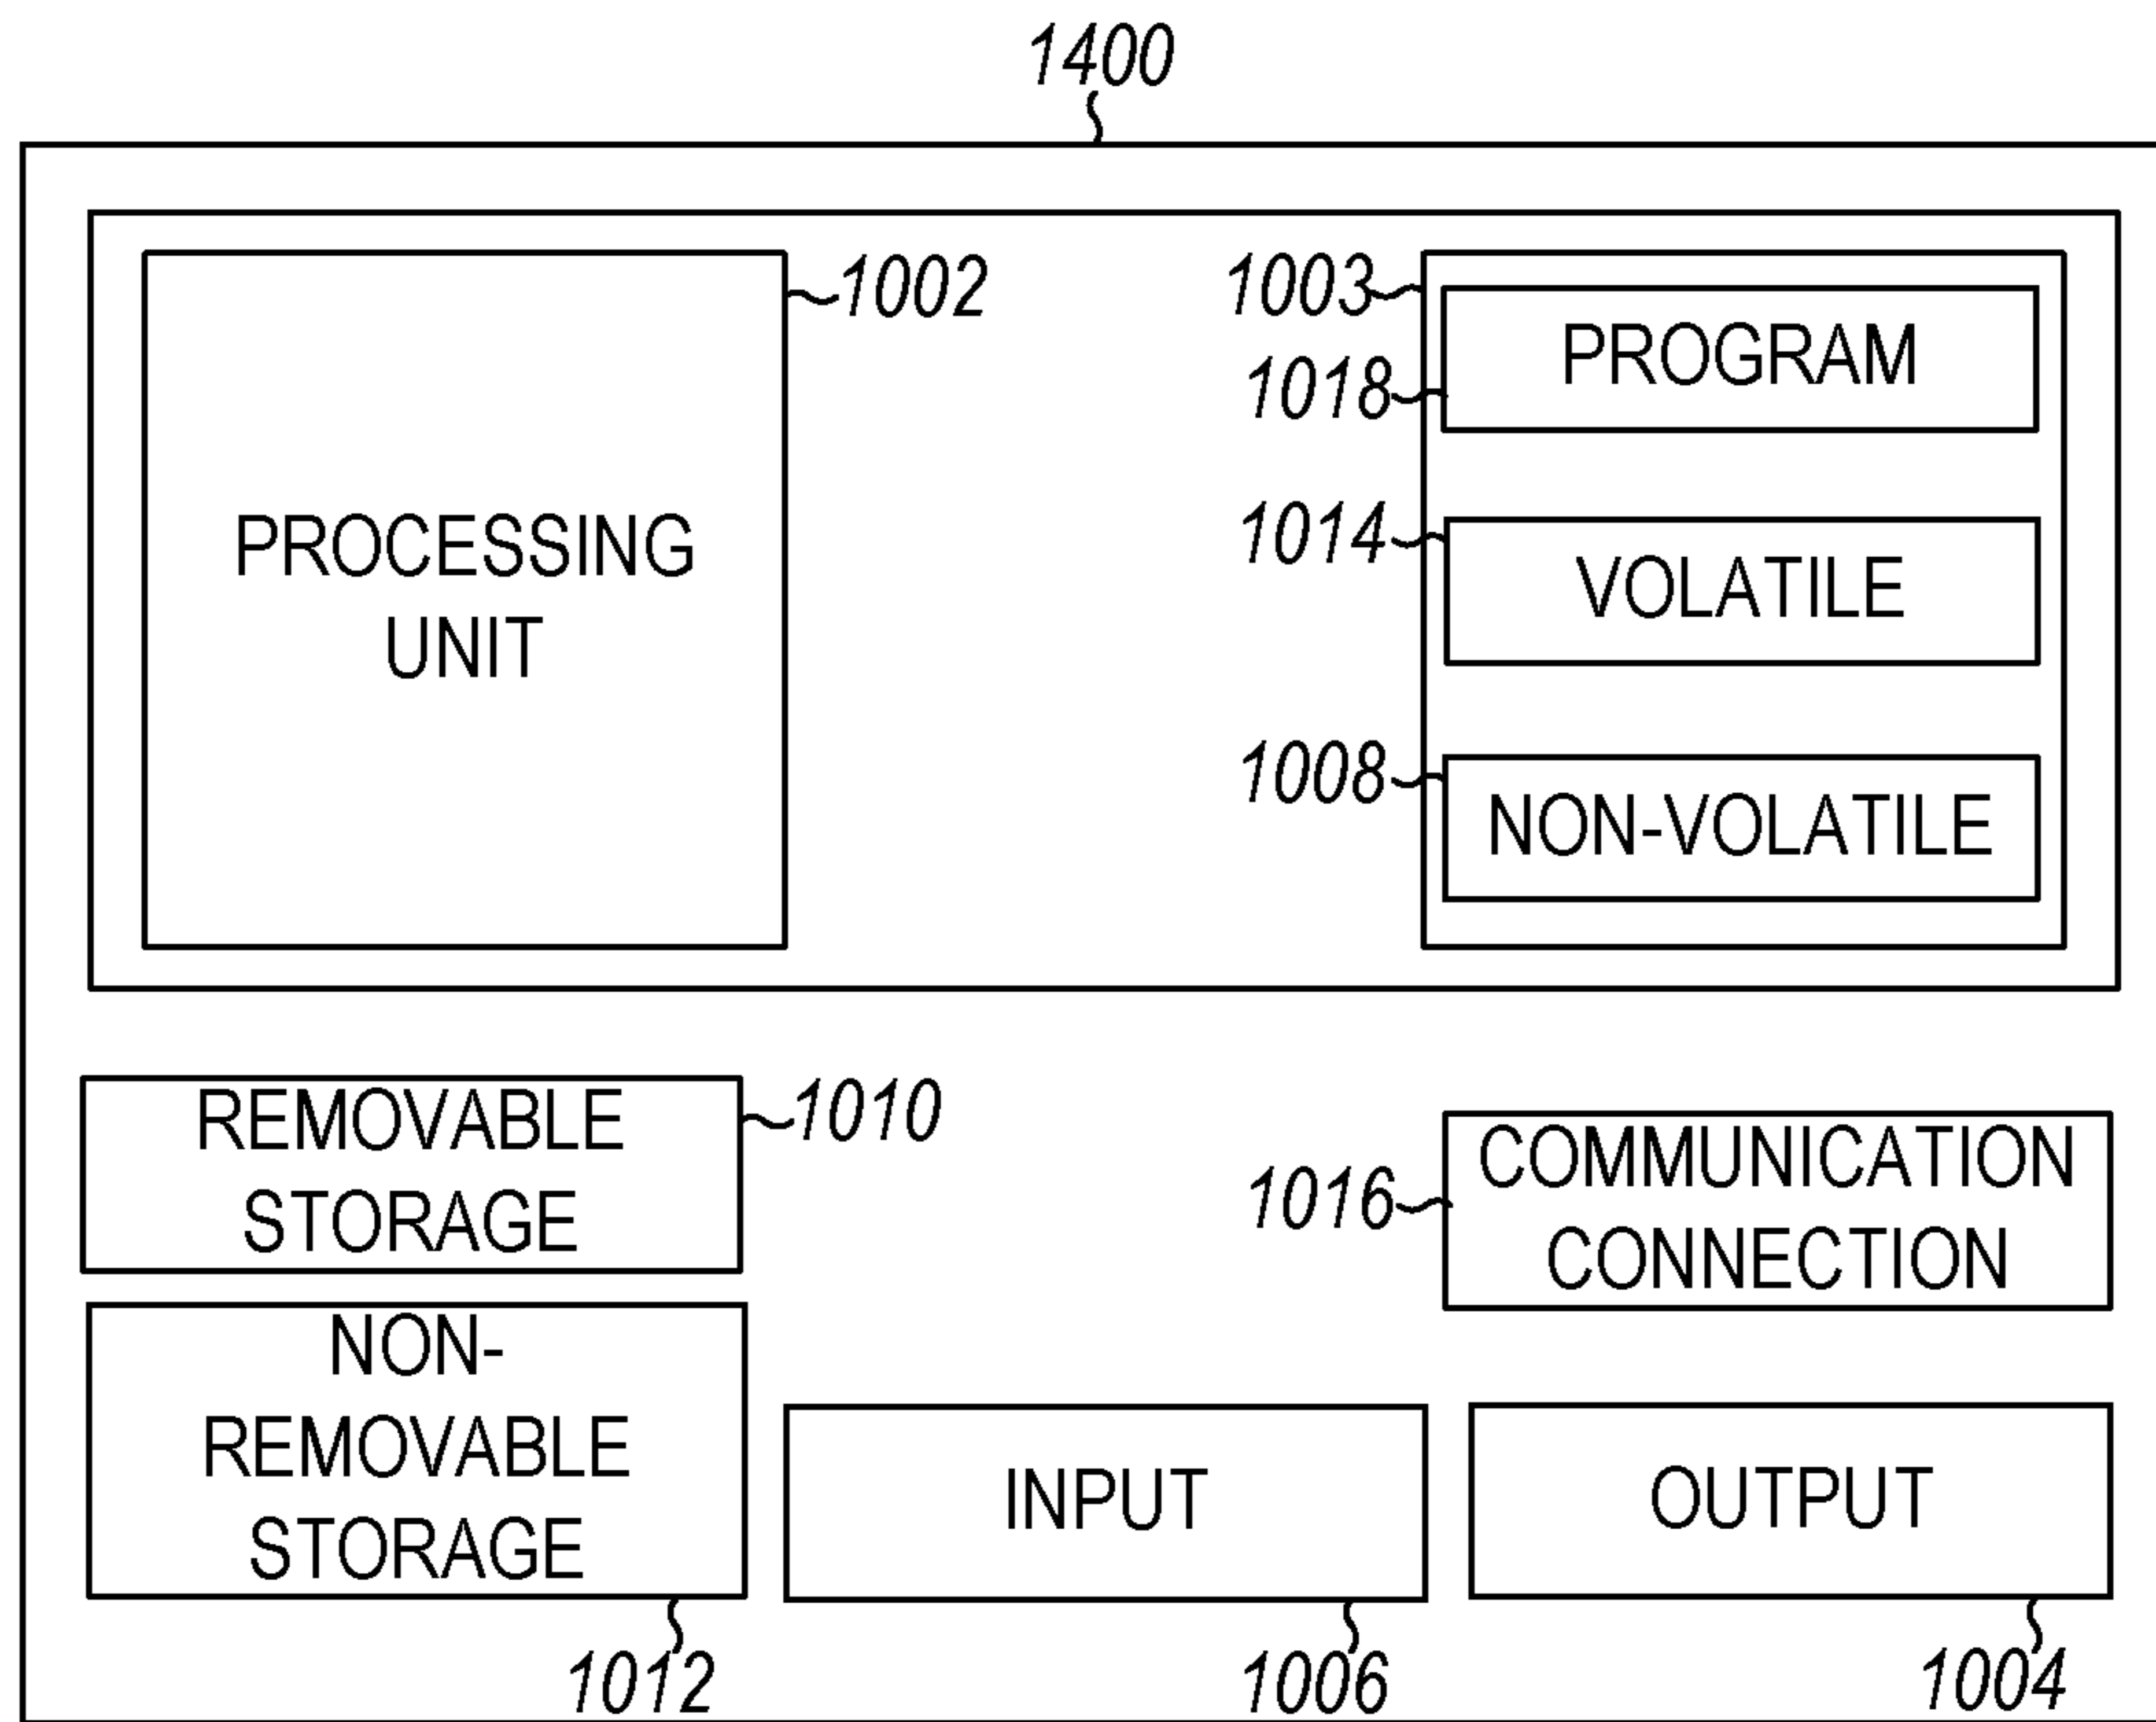 1400
1002
1003
PROGRAM
1018
PROCESSING
UNIT
1014
VOLATILE
1008
NON-VOLATILE
REMOVABLE
STORAGE
1010
COMMUNICATION
CONNECTION
1016
NON-
REMOVABLE
STORAGE
INPUT
OUTPUT
1012
1006
1004